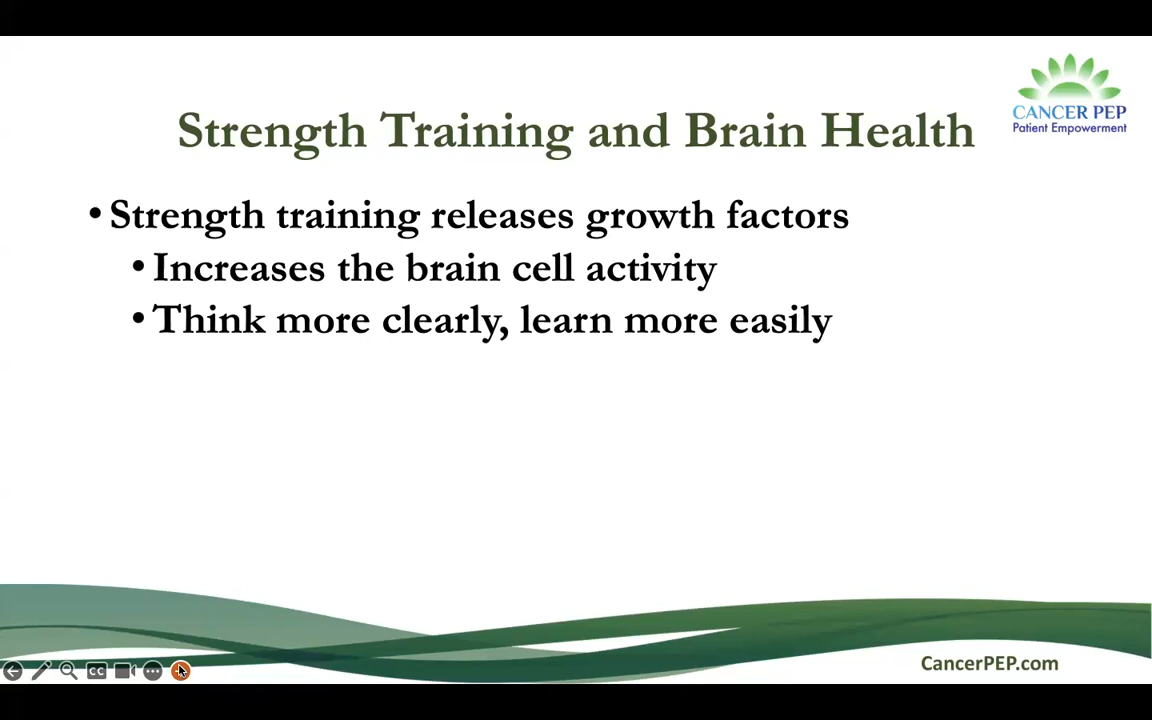 CANCER PEP
Patient Empowerment
Strength Training and Brain Health
• Strength training releases growth factors
• Increases the brain cell activity
• Think more clearly, learn more easily
CC
CancerPEP.com